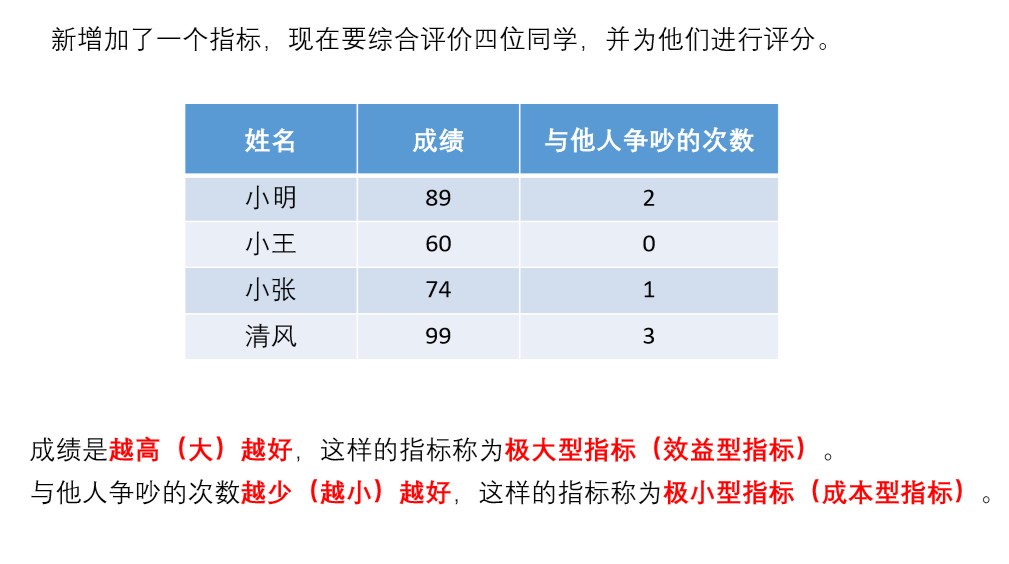 新增加了一个指标，现在要综合评价四位同学，并为他们进行评分。
姓名 成绩 与他人争吵的次数
小明 89 2
小王 60 0
小张 74 1
清风 99 3
成绩是越高（大）越好，这样的指标称为极大型指标（效益型指标）。
与他人争吵的次数越少（越小）越好，这样的指标称为极小型指标（成本型指标）。